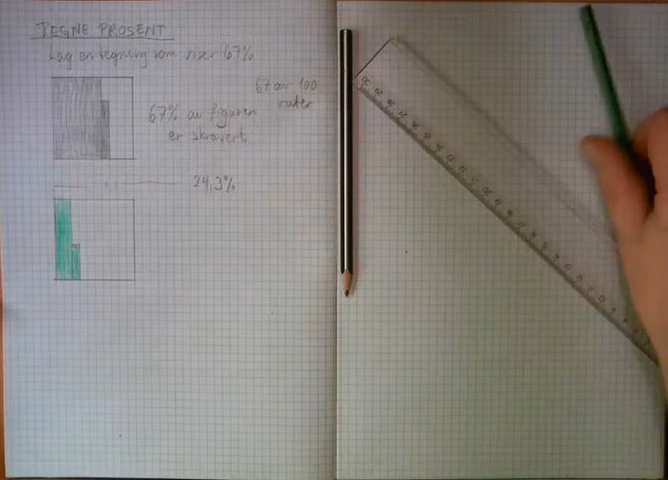 TEGNE PROSENT
Lag en tegning som viser 67%
67 av 100
ruter
67% av figuren
er skravert
24,3%